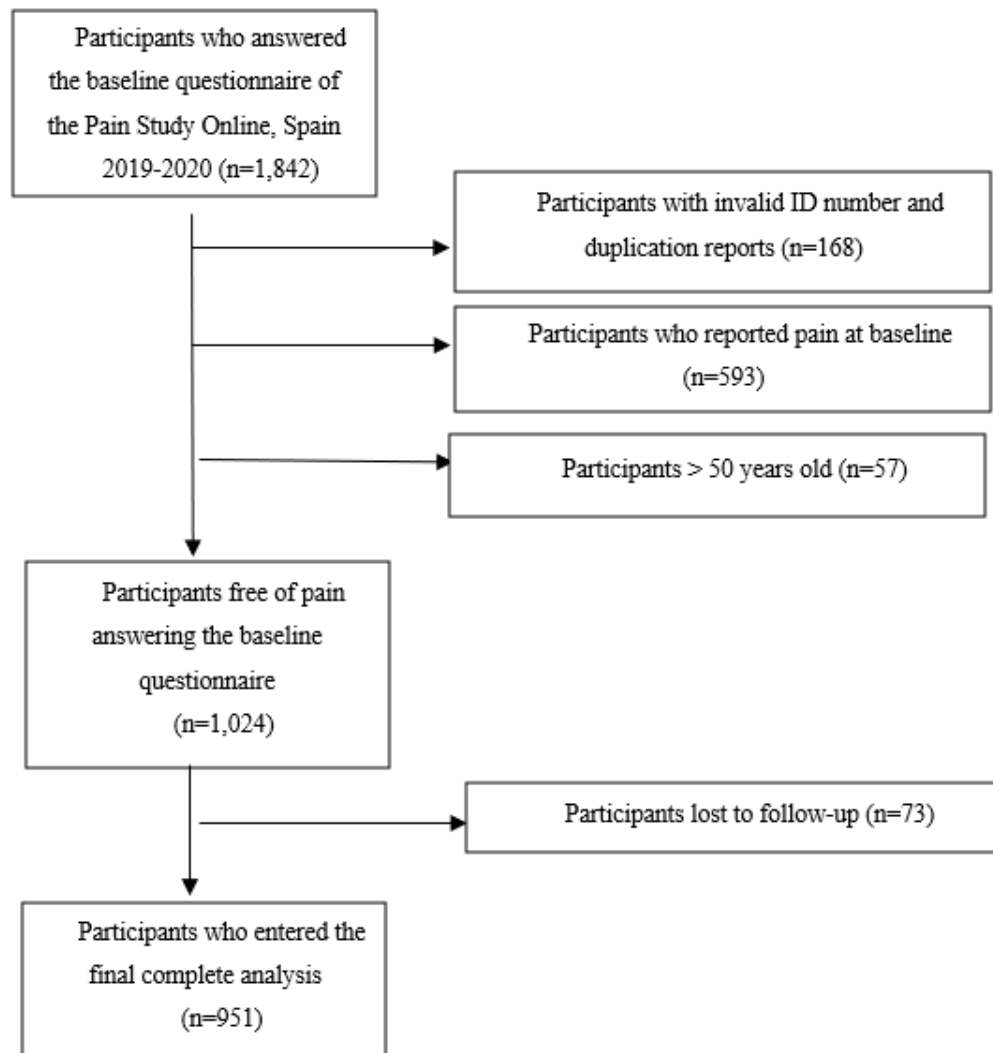 Participants who answered
the baseline questionnaire of
the Pain Study Online, Spain
2019-2020 (n=1,842)
Participants with invalid ID number and
duplication reports (n=168)
Participants who reported pain at baseline
(n=593)
Participants > 50 years old (n=57)
Participants free of pain
answering the baseline
questionnaire
(n=1,024)
Participants lost to follow-up (n=73)
Participants who entered the
final complete analysis
(n=951)